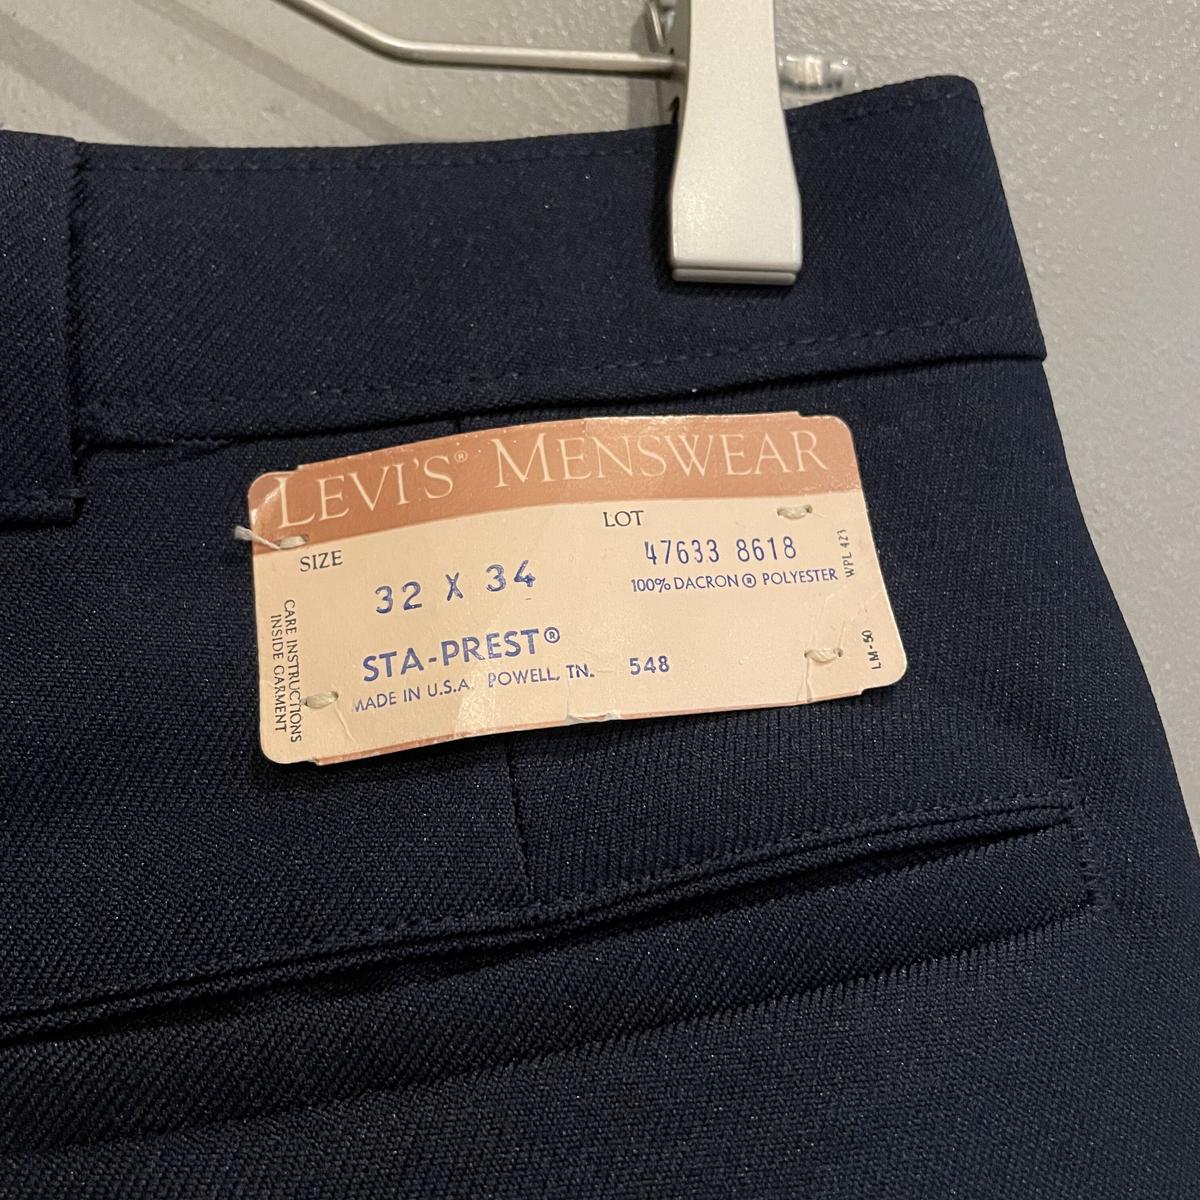 LEVI'S® MENSWEAR
SIZE
LOT
32 X 34
47633 8618
100% DACRON® POLYESTER
WPL 423
STA-PREST®
MADE IN U.S.A. POWELL, TN. 548
LM-50
CARE INSTRUCTIONS
INSIDE GARMENT